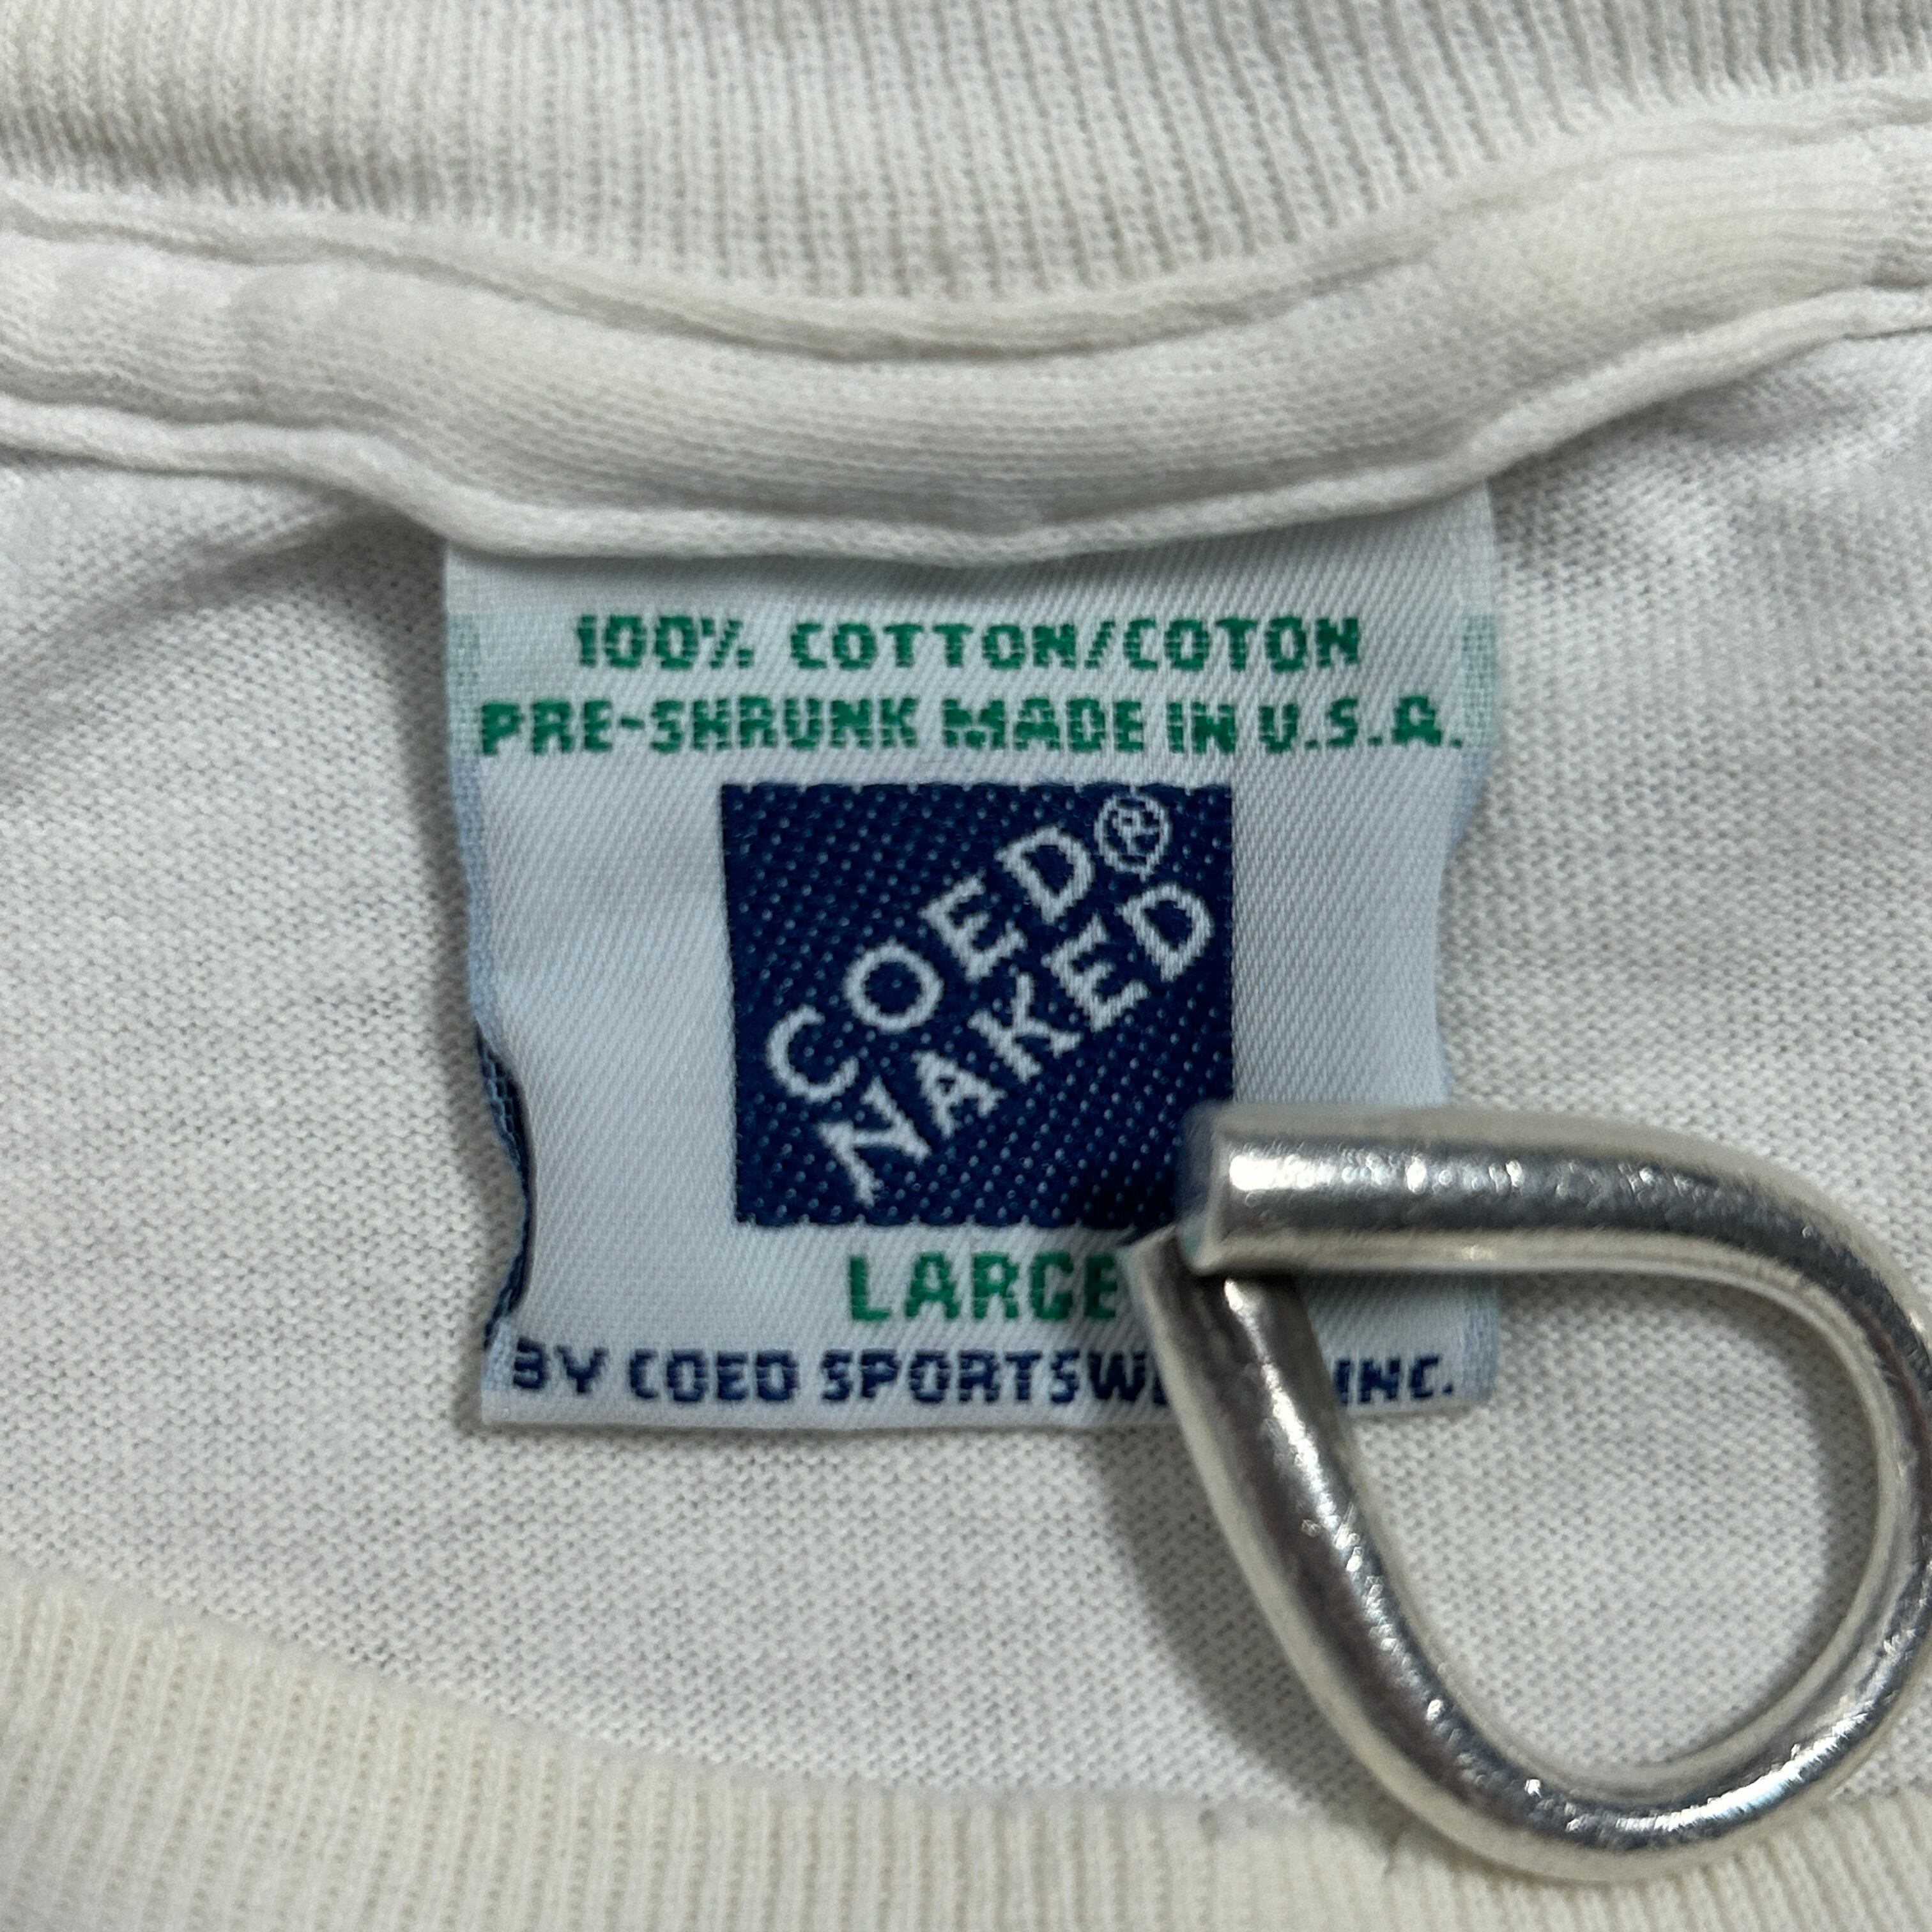 100% COTTON/COTON
PRE-SHRUNK MADE IN U.S.A.
COED®
NAKED
LARGE
BY COED SPORTSW INC.